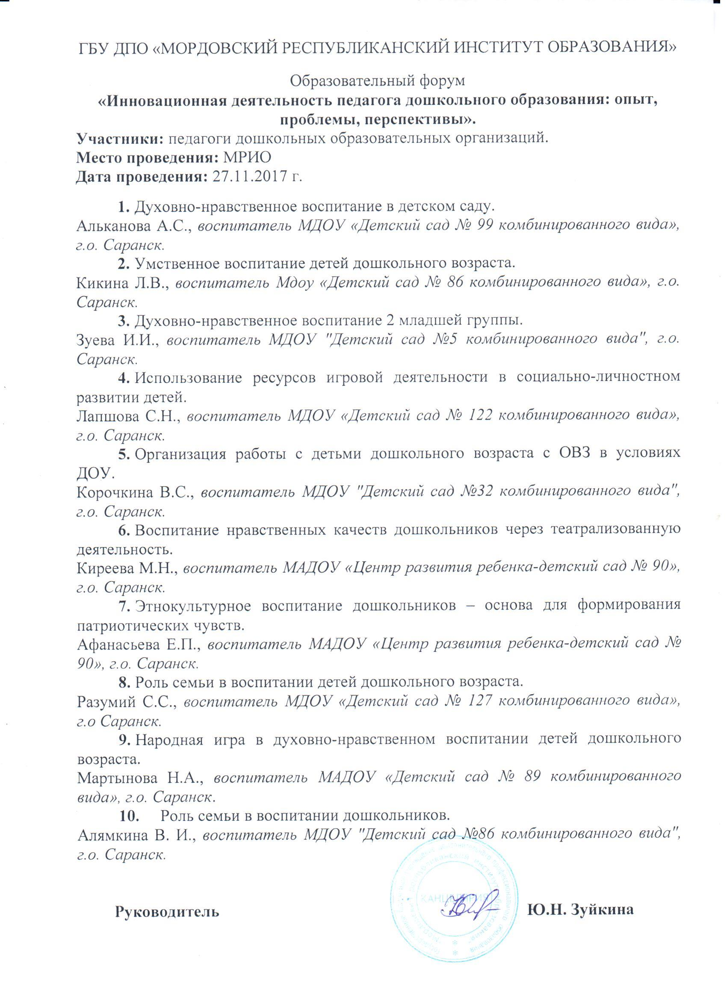 ГБУ ДПО «МОРДОВСКИЙ РЕСПУБЛИКАНСКИЙ ИНСТИТУТ ОБРАЗОВАНИЯ»
Образовательный форум
«Инновационная деятельность педагога дошкольного образования: опыт,
проблемы, перспективы».
Участники: педагоги дошкольных образовательных организаций.
Место проведения: МРИО
Дата проведения: 27.11.2017 г.
1. Духовно-нравственное воспитание в детском саду.
Альканова А.С., воспитатель МДОУ «Детский сад № 99 комбинированного вида»,
г.о. Саранск.
2. Умственное воспитание детей дошкольного возраста.
Кикина Л.В., воспитатель Мдоу «Детский сад № 86 комбинированного вида», г.о.
Саранск.
3. Духовно-нравственное воспитание 2 младшей группы.
Зуева И.И., воспитатель МДОУ "Детский сад №5 комбинированного вида", г.о.
Саранск.
4. Использование ресурсов игровой деятельности в социально-личностном
развитии детей.
Лапшова С.Н., воспитатель МДОУ «Детский сад № 122 комбинированного вида»,
г.о. Саранск.
5. Организация работы с детьми дошкольного возраста с ОВЗ в условиях
ДОУ.
Корочкина В.С., воспитатель МДОУ "Детский сад №32 комбинированного вида",
г.о. Саранск.
6. Воспитание нравственных качеств дошкольников через театрализованную
деятельность.
Киреева М.Н., воспитатель МАДОУ «Центр развития ребенка-детский сад № 90»,
г.о. Саранск.
7. Этнокультурное воспитание дошкольников – основа для формирования
патриотических чувств.
Афанасьева Е.П., воспитатель МАДОУ «Центр развития ребенка-детский сад №
90», г.о. Саранск.
8. Роль семьи в воспитании детей дошкольного возраста.
Разумий С.С., воспитатель МДОУ «Детский сад № 127 комбинированного вида»,
г.о Саранск.
9. Народная игра в духовно-нравственном воспитании детей дошкольного
возраста.
Мартынова Н.А., воспитатель МАДОУ «Детский сад № 89 комбинированного
вида», г.о. Саранск.
10. Роль семьи в воспитании дошкольников.
Алямкина В. И., воспитатель МДОУ "Детский сад №86 комбинированного вида",
г.о. Саранск.
КАНЦЕЛЯРИЯ
Руководитель Ю.Н. Зуйкина